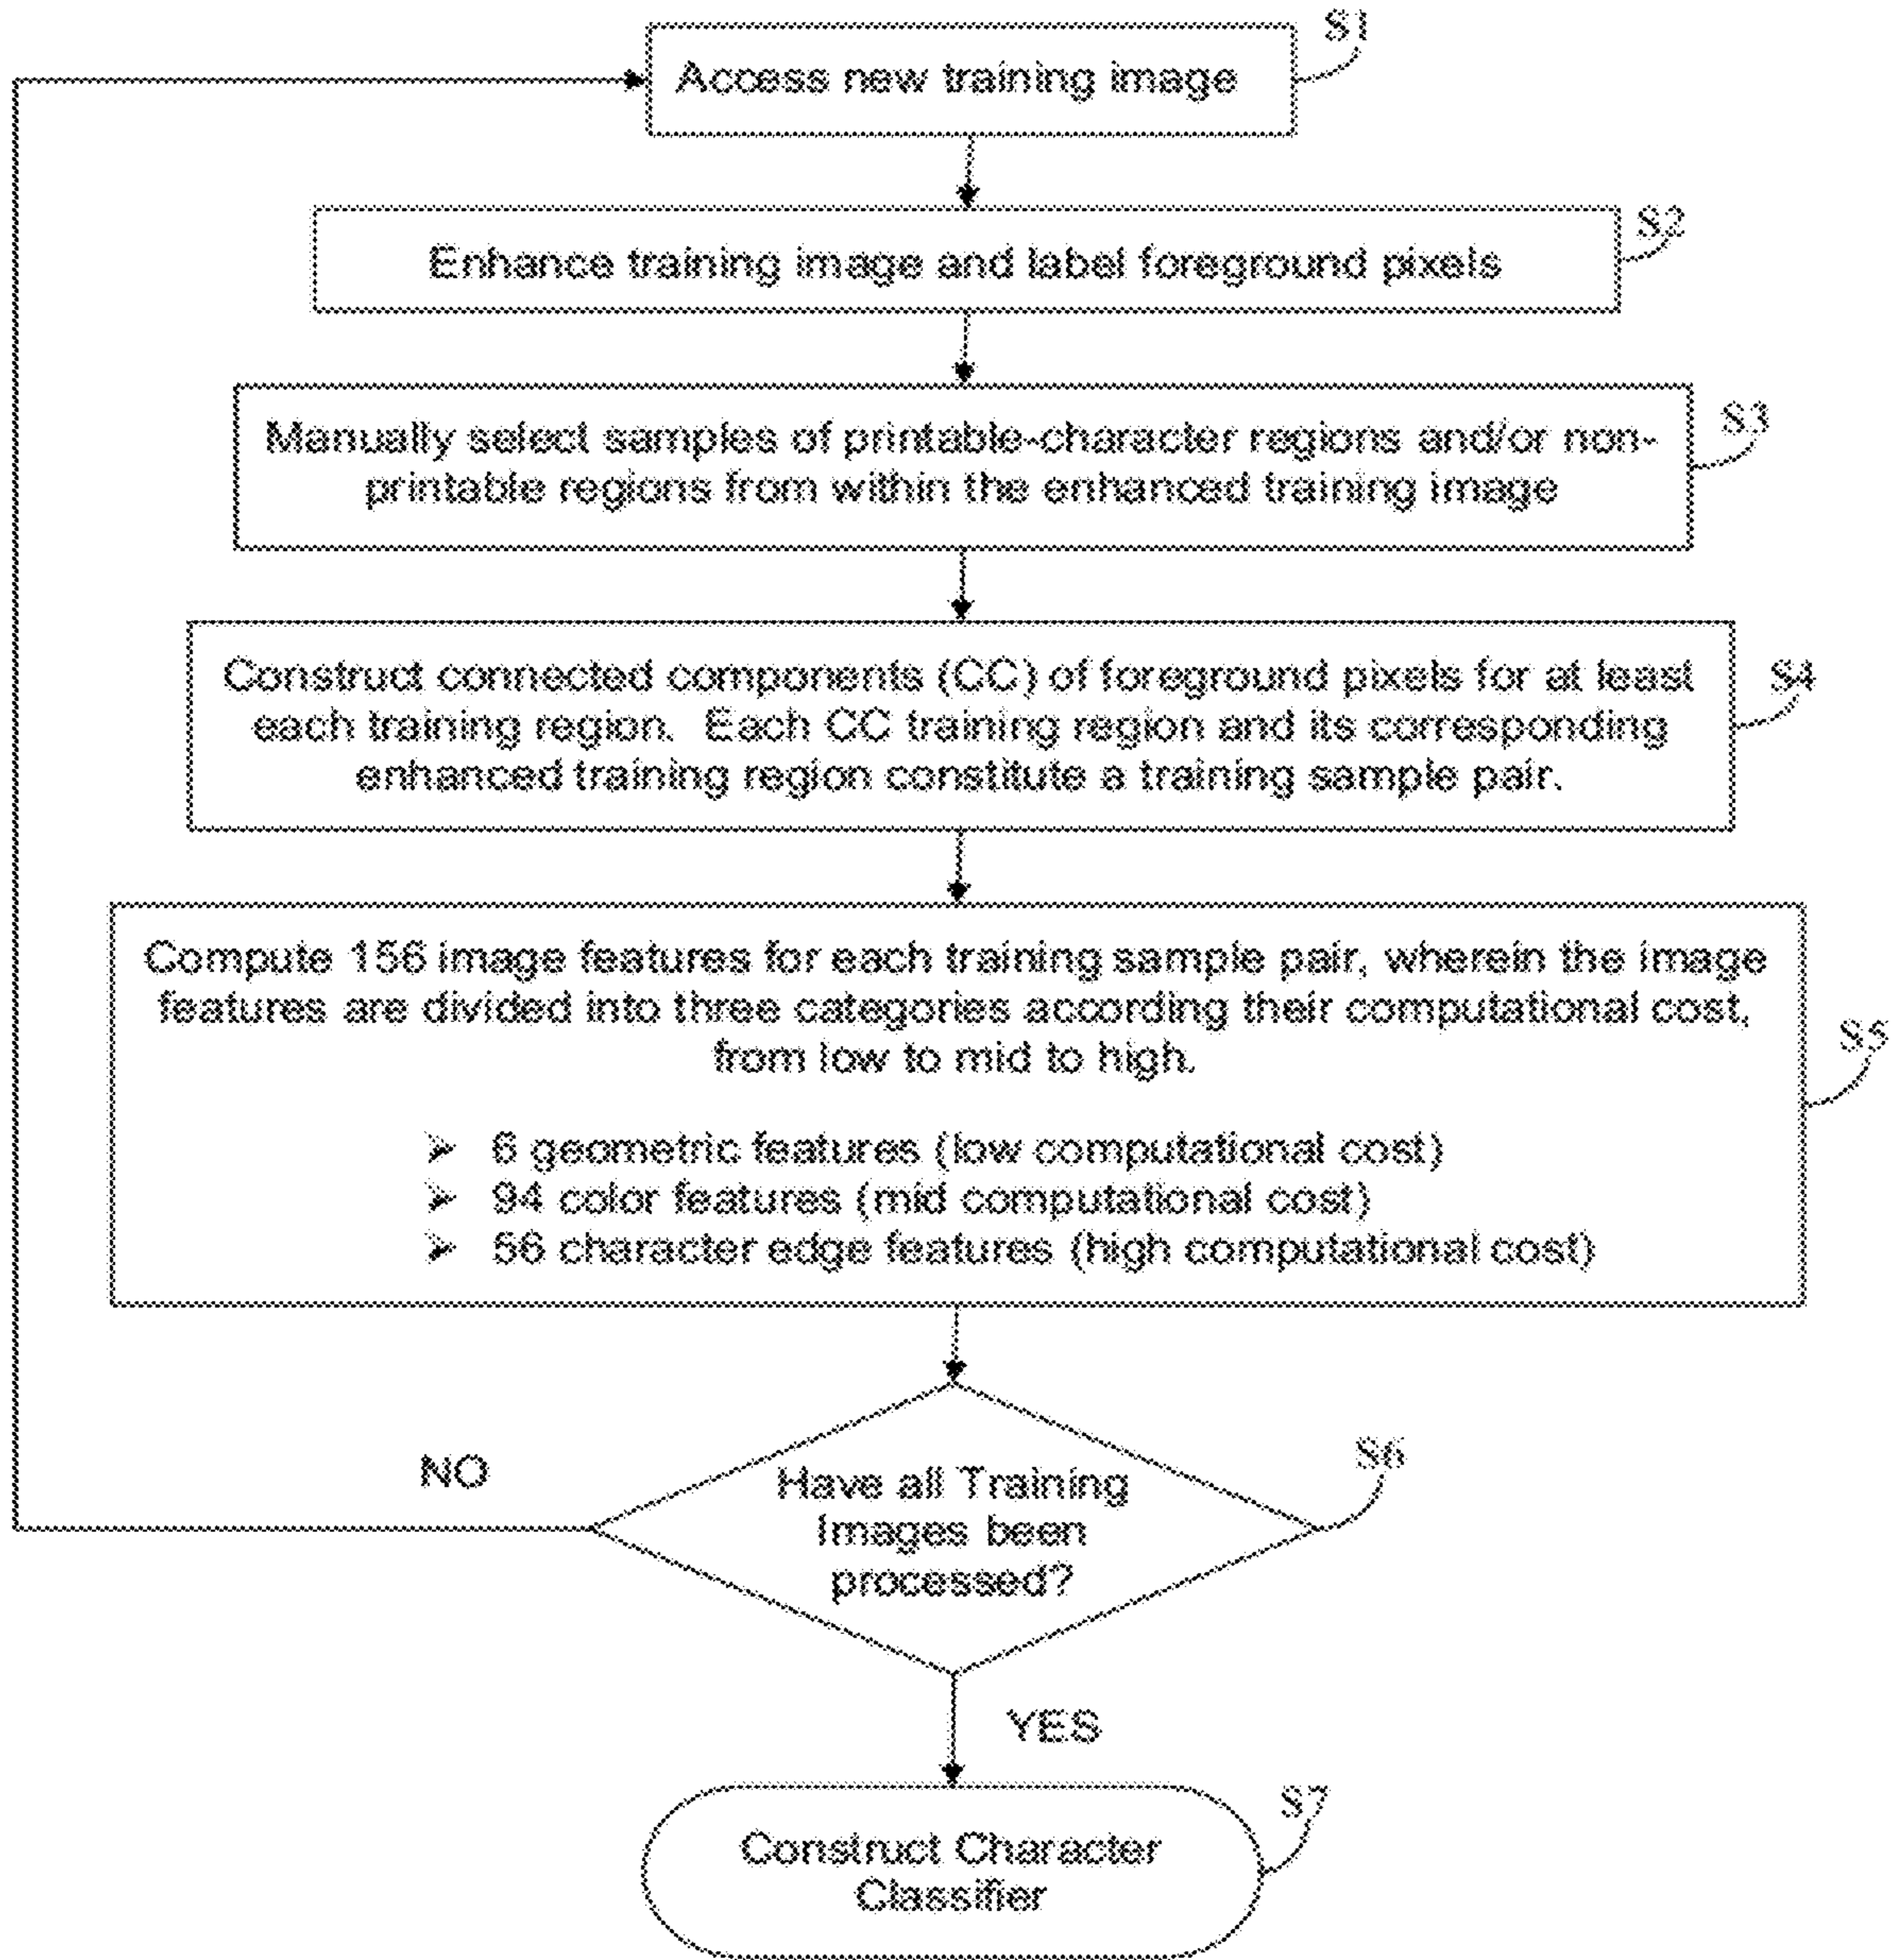 S1
Access new training image
S2
Enhance training image and label foreground pixels
S3
Manually select samples of printable-character regions and/or non-
printable regions from within the enhanced training image
S4
Construct connected components (CC) of foreground pixels for at least
each training region. Each CC training region and its corresponding
enhanced training region constitute a training sample pair.
S5
Compute 156 image features for each training sample pair, wherein the image
features are divided into three categories according their computational cost,
from low to mid to high.
➢ 6 geometric features (low computational cost)
➢ 94 color features (mid computational cost)
➢ 56 character edge features (high computational cost)
S6
NO
Have all Training
Images been
processed?
YES
S7
Construct Character
Classifier